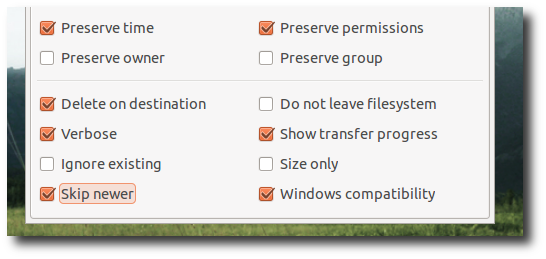 Preserve time
Preserve permissions
Preserve owner
Preserve group
Delete on destination
Do not leave filesystem
Verbose
Show transfer progress
Ignore existing
Size only
Skip newer
Windows compatibility